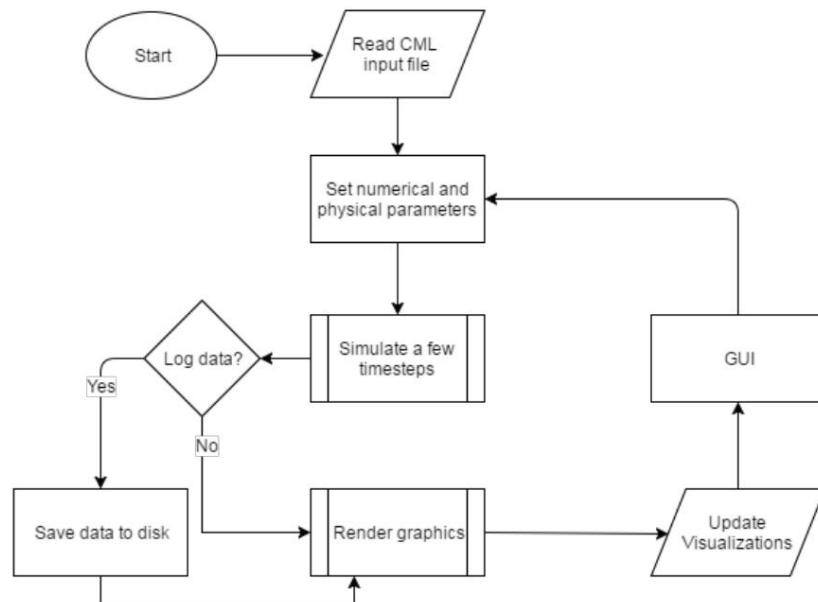 Start
Read CML
input file
Set numerical and
physical parameters
Log data?
Simulate a few
timesteps
GUI
Yes
No
Save data to disk
Render graphics
Update
Visualizations